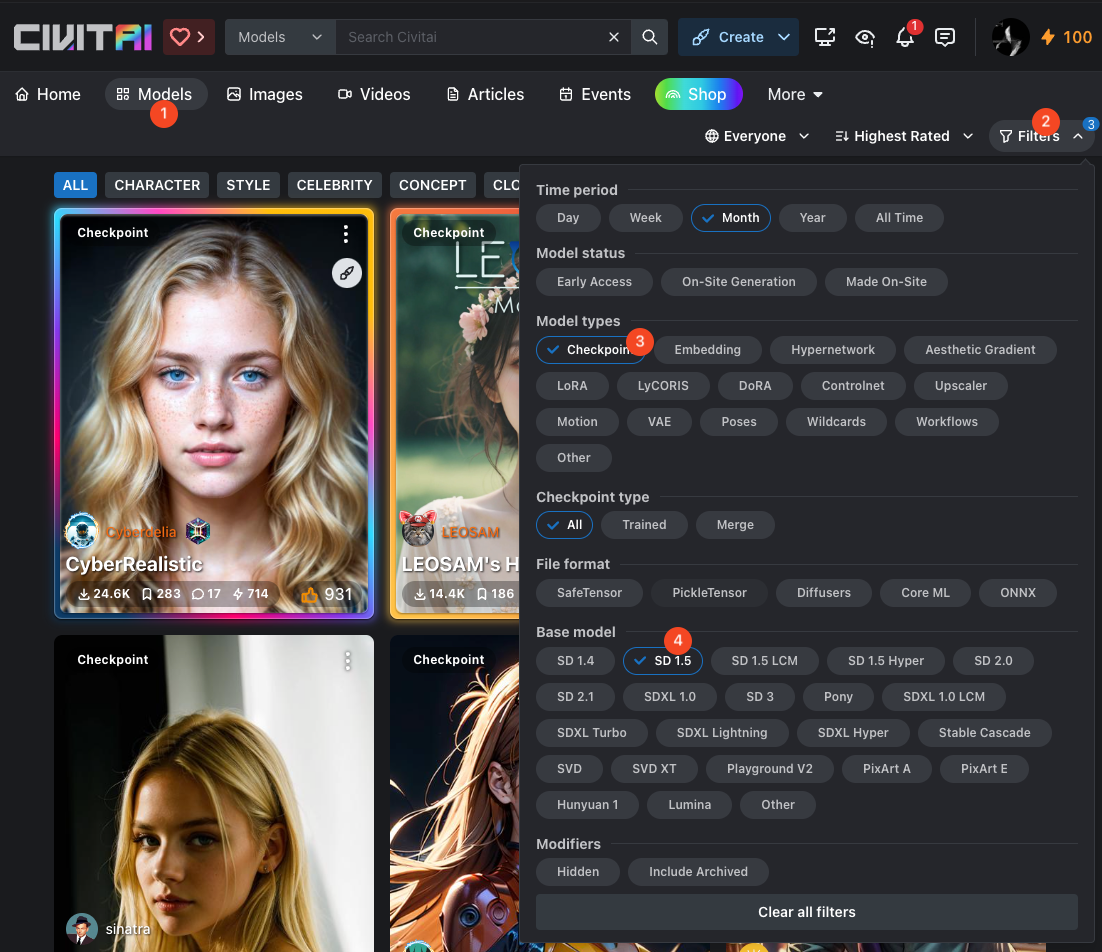 CIVITAI
Models
Search Civitai
Create
1
100
Home
Models
Images
Videos
Articles
Events
Shop
More
1
Everyone
Highest Rated
Filters
2
3
ALL
CHARACTER
STYLE
CELEBRITY
CONCEPT
CLO
Checkpoint
Cyberdelia
CyberRealistic
24.6K
283
17
714
931
Checkpoint
LEOSAM
LEOSAM's H
14.4K
186
Checkpoint
sinatra
Checkpoint
Time period
Day
Week
Month
Year
All Time
Model status
Early Access
On-Site Generation
Made On-Site
Model types
Checkpoint
3
Embedding
Hypernetwork
Aesthetic Gradient
LoRA
LyCORIS
DoRA
Controlnet
Upscaler
Motion
VAE
Poses
Wildcards
Workflows
Other
Checkpoint type
All
Trained
Merge
File format
SafeTensor
PickleTensor
Diffusers
Core ML
ONNX
Base model
4
SD 1.4
SD 1.5
SD 1.5 LCM
SD 1.5 Hyper
SD 2.0
SD 2.1
SDXL 1.0
SD 3
Pony
SDXL 1.0 LCM
SDXL Turbo
SDXL Lightning
SDXL Hyper
Stable Cascade
SVD
SVD XT
Playground V2
PixArt A
PixArt E
Hunyuan 1
Lumina
Other
Modifiers
Hidden
Include Archived
Clear all filters